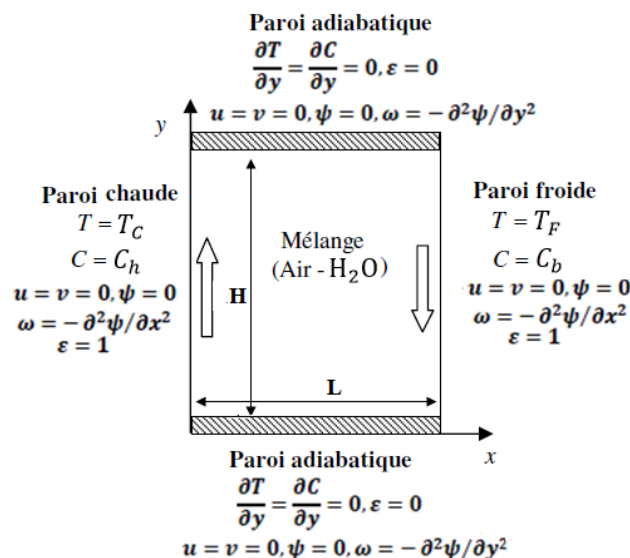 Paroi adiabatique
∂T/∂y = ∂C/∂y = 0, ε = 0
u = v = 0, ψ = 0, ω = −∂²ψ/∂y²
y
Paroi chaude
T = T_C
C = C_h
u = v = 0, ψ = 0
ω = −∂²ψ/∂x²
ε = 1
H
Mélange
(Air - H₂O)
L
Paroi froide
T = T_F
C = C_b
u = v = 0, ψ = 0
ω = −∂²ψ/∂x²
ε = 1
x
Paroi adiabatique
∂T/∂y = ∂C/∂y = 0, ε = 0
u = v = 0, ψ = 0, ω = −∂²ψ/∂y²